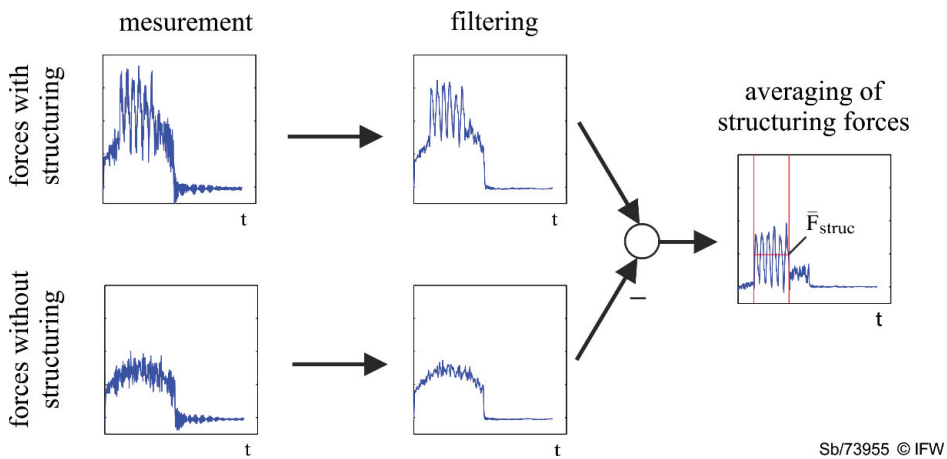 mesurement
filtering
forces with
structuring
t
t
averaging of
structuring forces
F̄struc
t
forces without
structuring
t
t
–
Sb/73955 © IFW